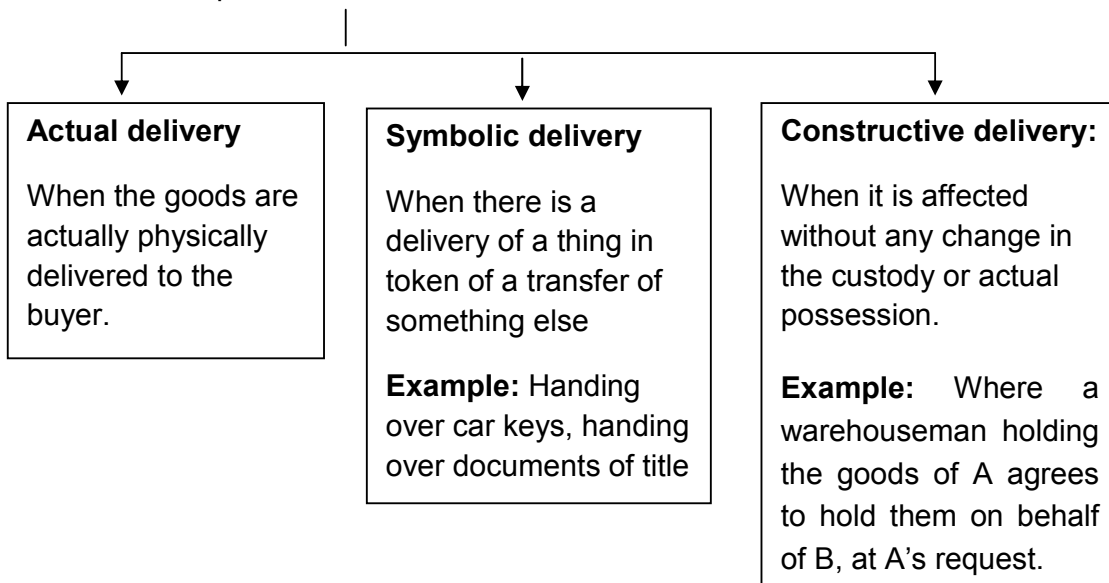 Actual delivery
When the goods are
actually physically
delivered to the
buyer.
Symbolic delivery
When there is a
delivery of a thing in
token of a transfer of
something else
Example: Handing
over car keys, handing
over documents of title
Constructive delivery:
When it is affected
without any change in
the custody or actual
possession.
Example: Where a
warehouseman holding
the goods of A agrees
to hold them on behalf
of B, at A’s request.